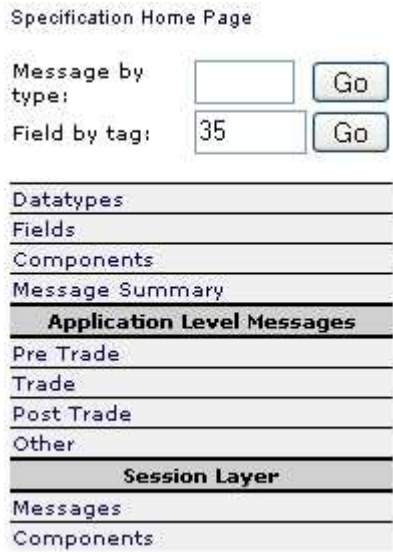 Specification Home Page
Message by type: Go
Field by tag: 35 Go
Datatypes
Fields
Components
Message Summary
Application Level Messages
Pre Trade
Trade
Post Trade
Other
Session Layer
Messages
Components